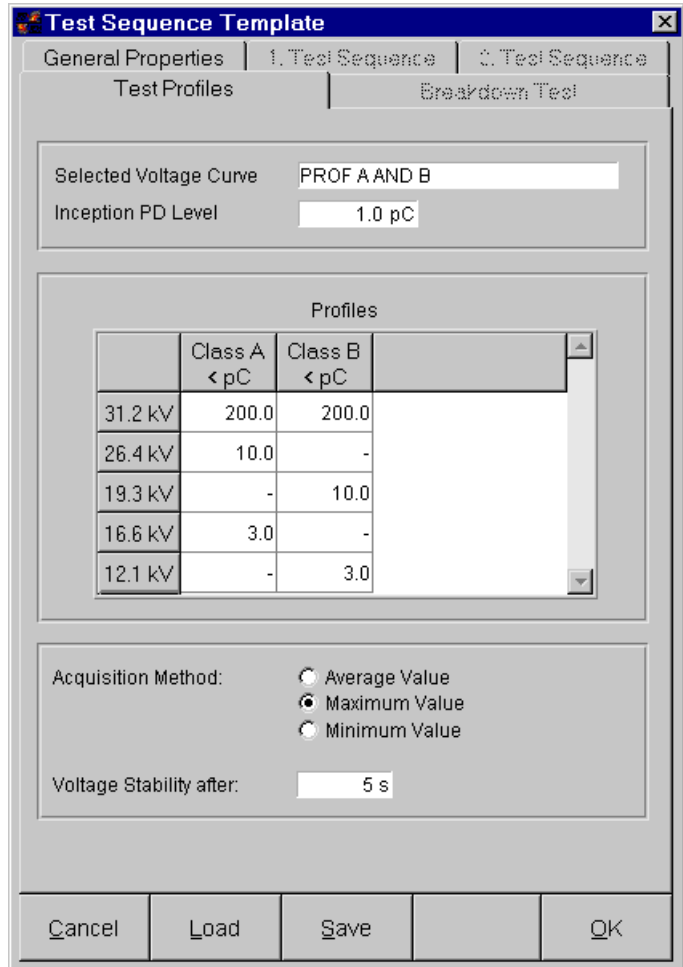 Test Sequence Template
General Properties 1. Test Sequence 2. Test Sequence
Test Profiles Breakdown Test
Selected Voltage Curve PROF A AND B
Inception PD Level 1.0 pC
Profiles
Class A Class B
< pC < pC
31.2 kV 200.0 200.0
26.4 kV 10.0 -
19.3 kV - 10.0
16.6 kV 3.0 -
12.1 kV - 3.0
Acquisition Method: Average Value
Maximum Value
Minimum Value
Voltage Stability after: 5 s
Cancel Load Save OK